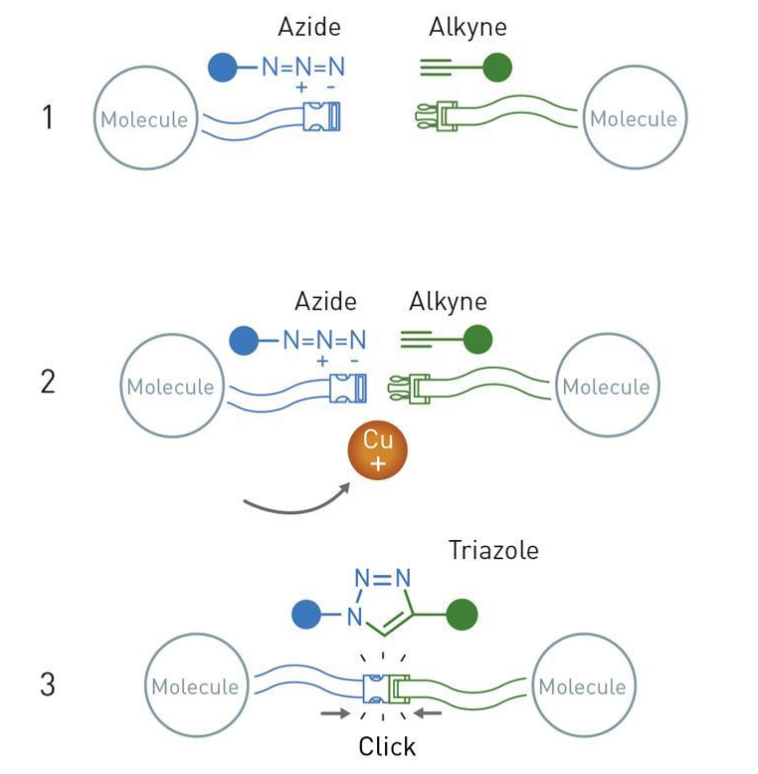 Azide Alkyne
N=N=N
+ -
1
Molecule
Molecule
Azide Alkyne
N=N=N
+ -
2
Molecule
Molecule
Cu
+
Triazole
N=N
N
3
Molecule
Molecule
Click